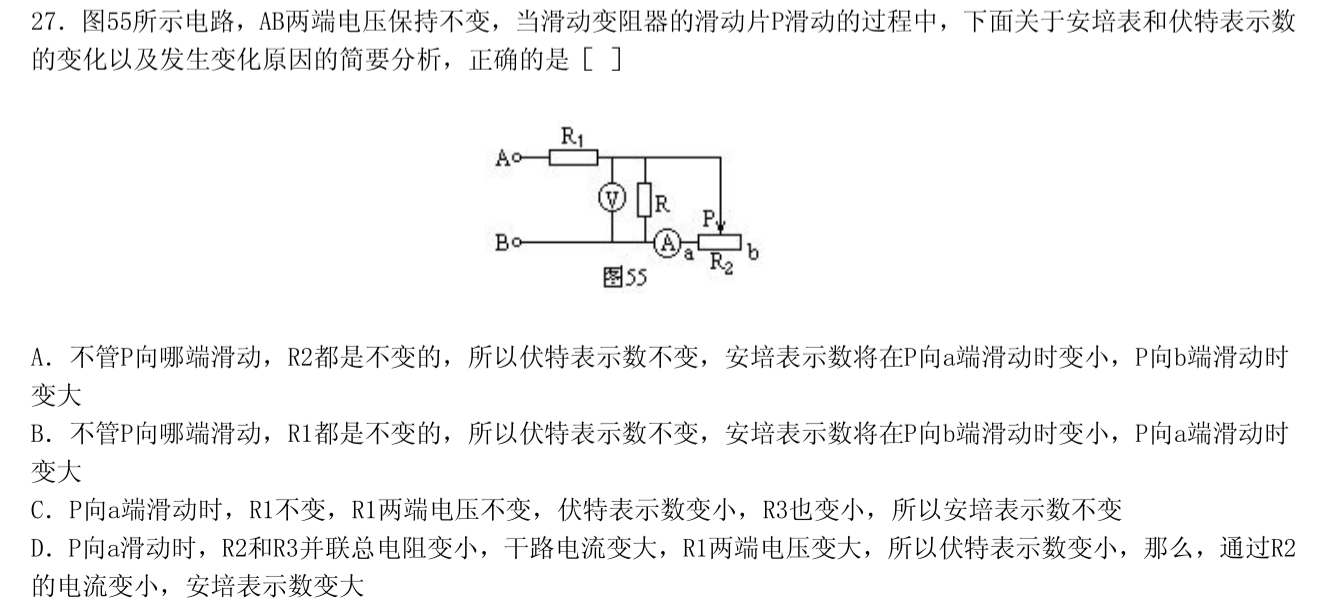 27. 图55所示电路，AB两端电压保持不变，当滑动变阻器的滑动片P滑动的过程中，下面关于安培表和伏特表示数
的变化以及发生变化原因的简要分析，正确的是 [ ]
R1
A
V
R
P
B
A
a
b
R2
图55
A. 不管P向哪端滑动，R2都是不变的，所以伏特表示数不变，安培表示数将在P向a端滑动时变小，P向b端滑动时
变大
B. 不管P向哪端滑动，R1都是不变的，所以伏特表示数不变，安培表示数将在P向b端滑动时变小，P向a端滑动时
变大
C. P向a端滑动时，R1不变，R1两端电压不变，伏特表示数变小，R3也变小，所以安培表示数不变
D. P向a滑动时，R2和R3并联总电阻变小，干路电流变大，R1两端电压变大，所以伏特表示数变小，那么，通过R2
的电流变小，安培表示数变大